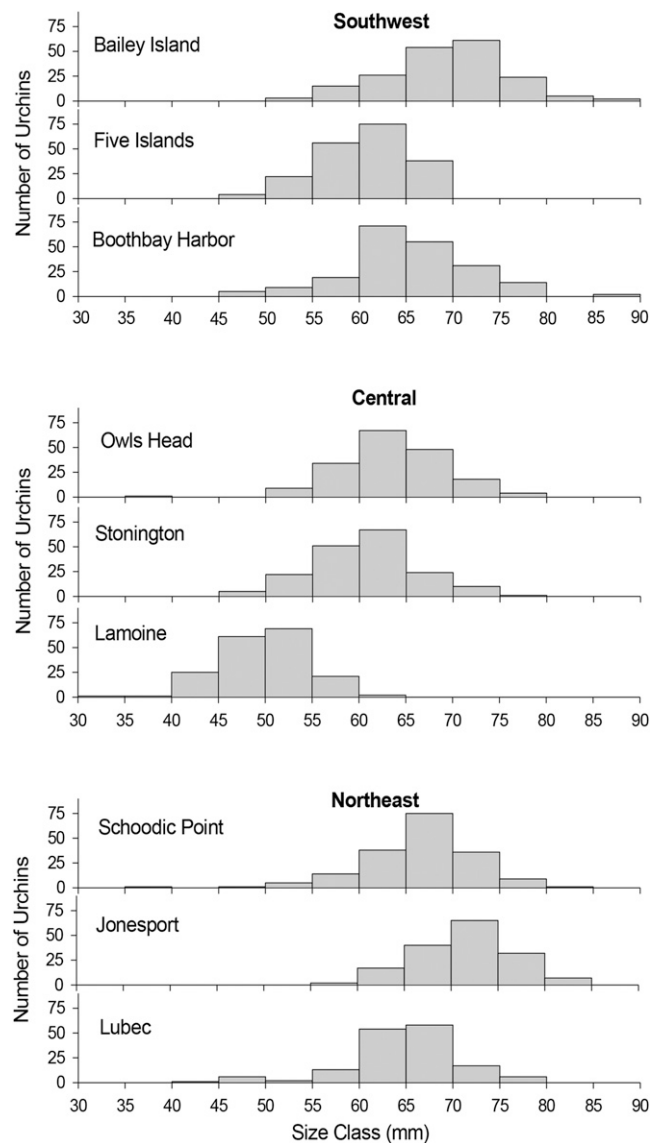 Southwest
Number of Urchins
75
50
25
0
Bailey Island
75
50
25
0
Five Islands
75
50
25
0
Boothbay Harbor
30 35 40 45 50 55 60 65 70 75 80 85 90
Central
Number of Urchins
75
50
25
0
Owls Head
75
50
25
0
Stonington
75
50
25
0
Lamoine
30 35 40 45 50 55 60 65 70 75 80 85 90
Northeast
Number of Urchins
75
50
25
0
Schoodic Point
75
50
25
0
Jonesport
75
50
25
0
Lubec
30 35 40 45 50 55 60 65 70 75 80 85 90
Size Class (mm)